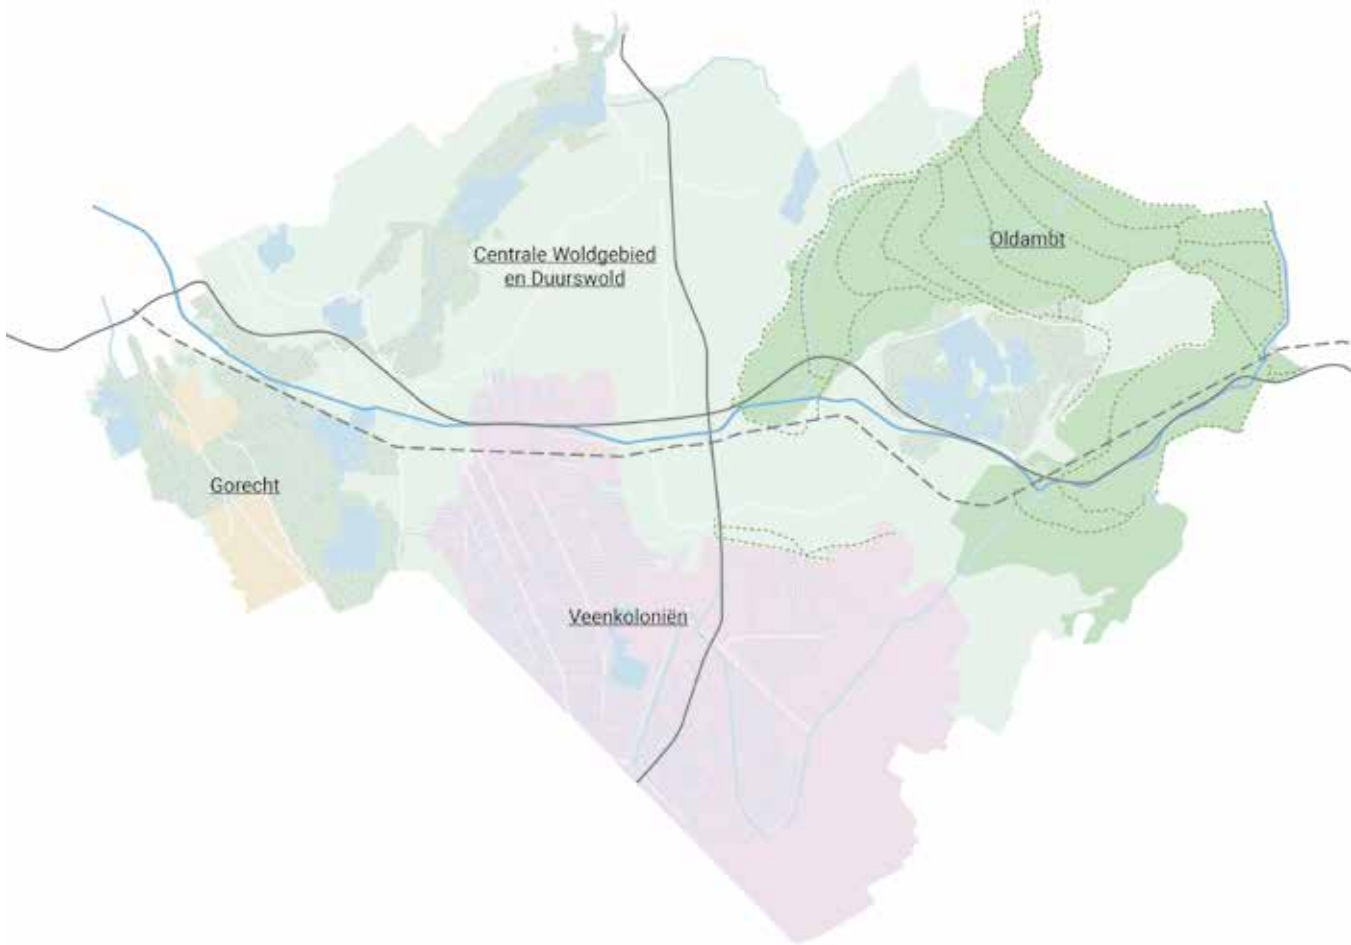 Oldambt
Centrale Woldgebied
en Duurswold
Gorecht
Veenkoloniën